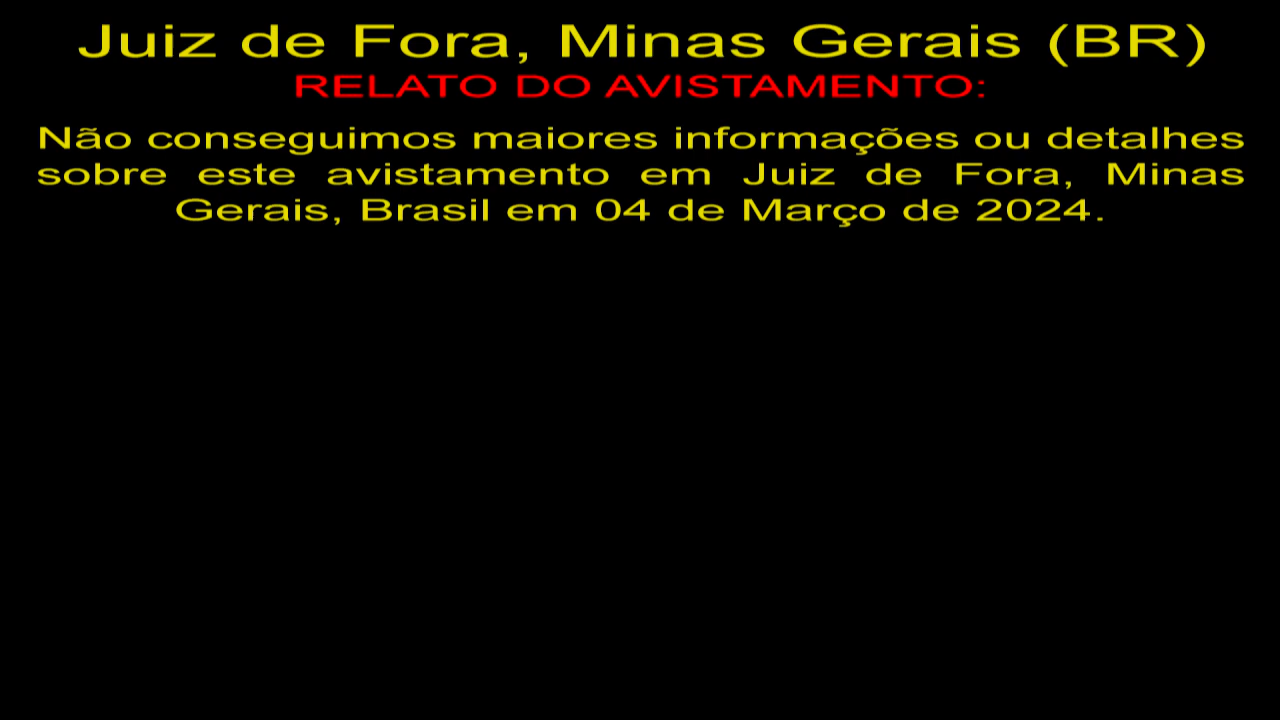 Juiz de Fora, Minas Gerais (BR)
RELATO DO AVISTAMENTO:
Não conseguimos maiores informações ou detalhes
sobre este avistamento em Juiz de Fora, Minas
Gerais, Brasil em 04 de Março de 2024.